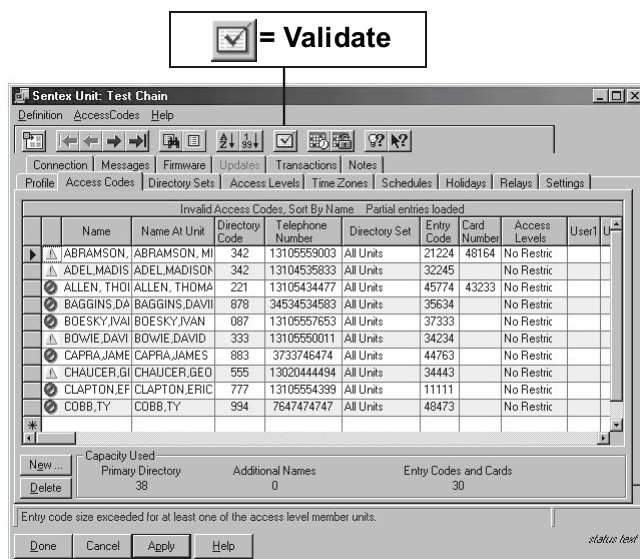 = Validate
Sentex Unit: Test Chain
Definition AccessCodes Help
Connection Messages Firmware Updates Transactions Notes
Profile Access Codes Directory Sets Access Levels Time Zones Schedules Holidays Relays Settings
Invalid Access Codes, Sort By Name Partial entries loaded
Name Name At Unit Directory Code Telephone Number Directory Set Entry Code Card Number Access Levels User1 U
ABRAMSON, ABRAMSON, MI 342 13105559003 All Units 21224 48164 No Restric
ADEL,MADIS ADEL,MADISON 342 13104535833 All Units 32245 No Restric
ALLEN, THOI ALLEN, THOMA 221 13105434477 All Units 45774 43233 No Restric
BAGGINS,DA BAGGINS,DAVII 878 34534534583 All Units 35634 No Restric
BOESKY,IVAI BOESKY,IVAN 087 13105557653 All Units 37333 No Restric
BOWIE,DAVI BOWIE,DAVID 333 13105550011 All Units 34234 No Restric
CAPRA,JAME CAPRA,JAMES 883 3733746474 All Units 44763 No Restric
CHAUCER,GI CHAUCER,GEO 555 13020444494 All Units 34443 No Restric
CLAPTON,EF CLAPTON,ERIC 777 13105554399 All Units 11111 No Restric
COBB,TY COBB,TY 994 7647474747 All Units 48473 No Restric
New ... Capacity Used
Primary Directory Additional Names Entry Codes and Cards
Delete 38 0 30
Entry code size exceeded for at least one of the access level member units.
Done Cancel Apply Help status text